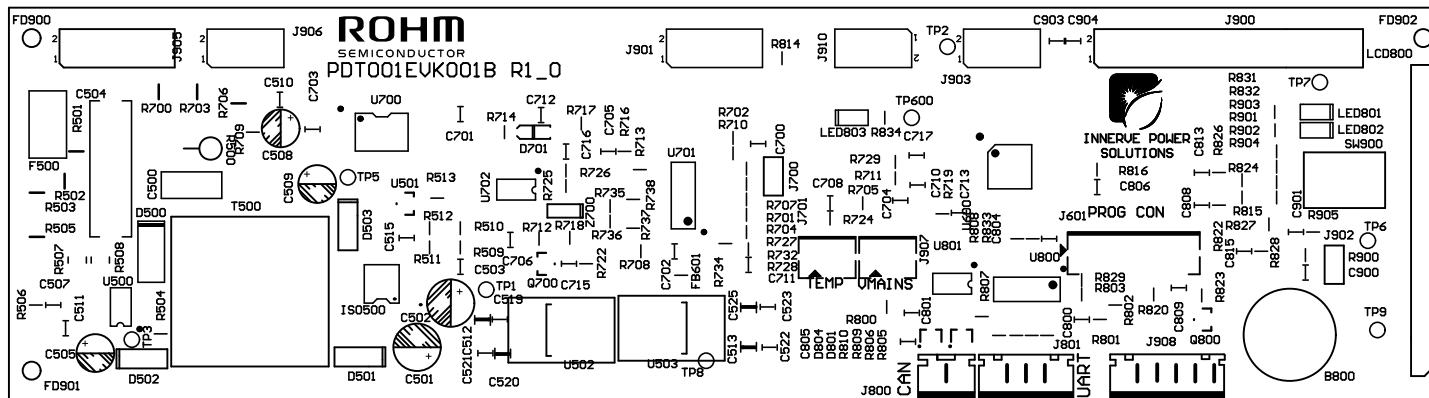 FD900
J905
J906
ROHM
SEMICONDUCTOR
PDT001EVK001B R1_0
J901
R814
J910
TP2
J903
C903 C904
J900
FD902
LCD800
C504
R501
F500
R700
R703
R706
R709
C510
C703
C508
R500
U700
C701
R714
C712
D701
R717
C716
C705
R716
R713
R702
R710
C700
LED803
TP600
R834
C717
INNERVE POWER
SOLUTIONS
R816
C806
PROG CON
C813
R826
R831
R832
R903
R901
R902
R904
TP7
LED801
LED802
SW900
R502
R503
R505
C500
D500
T500
C509
TP5
D503
U501
R513
R512
R511
C515
U702
R725
R726
Z700
R718
R712
R735
R736
R737
R738
U701
J700
R707
R701
R704
R727
R732
R728
C711
C708
J701
R729
R711
R705
R724
C704
C710
R719
C713
U600
R808
R833
C804
J601
C808
R824
R815
R827
R822
R828
C815
C901
R905
J902
TP6
R900
C900
R507
R508
C507
U500
C511
R506
R504
TP3
C505
D502
FD901
ISO500
R510
R509
C503
C706
TP1
C519
C502
C512
C521
C520
C501
D501
Q700
C715
R722
R708
C702
FB601
R734
U502
U503
TP8
C525
C523
C513
C522
J907
TEMP
VMAINS
U801
R807
U800
R829
R803
R802
R820
C809
R823
R800
C801
C805
D804
D801
R810
R809
R806
R805
J800
CAN
C800
J801
UART
R801
J908
Q800
B800
TP9